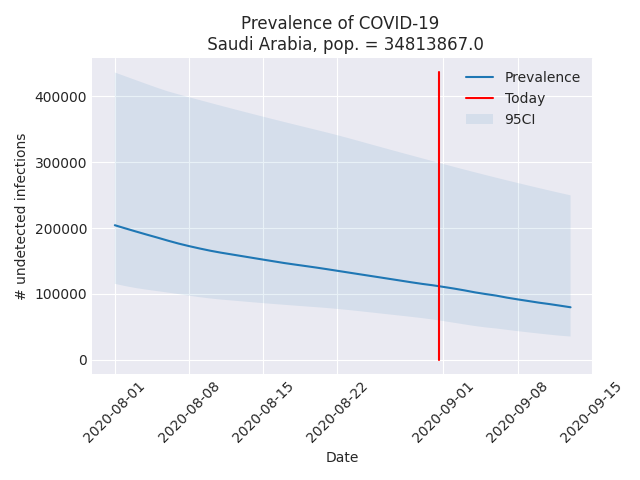 Prevalence of COVID-19
Saudi Arabia, pop. = 34813867.0
Prevalence
Today
95CI
400000
300000
200000
100000
0
# undetected infections
2020-08-01
2020-08-08
2020-08-15
2020-08-22
2020-09-01
2020-09-08
2020-09-15
Date